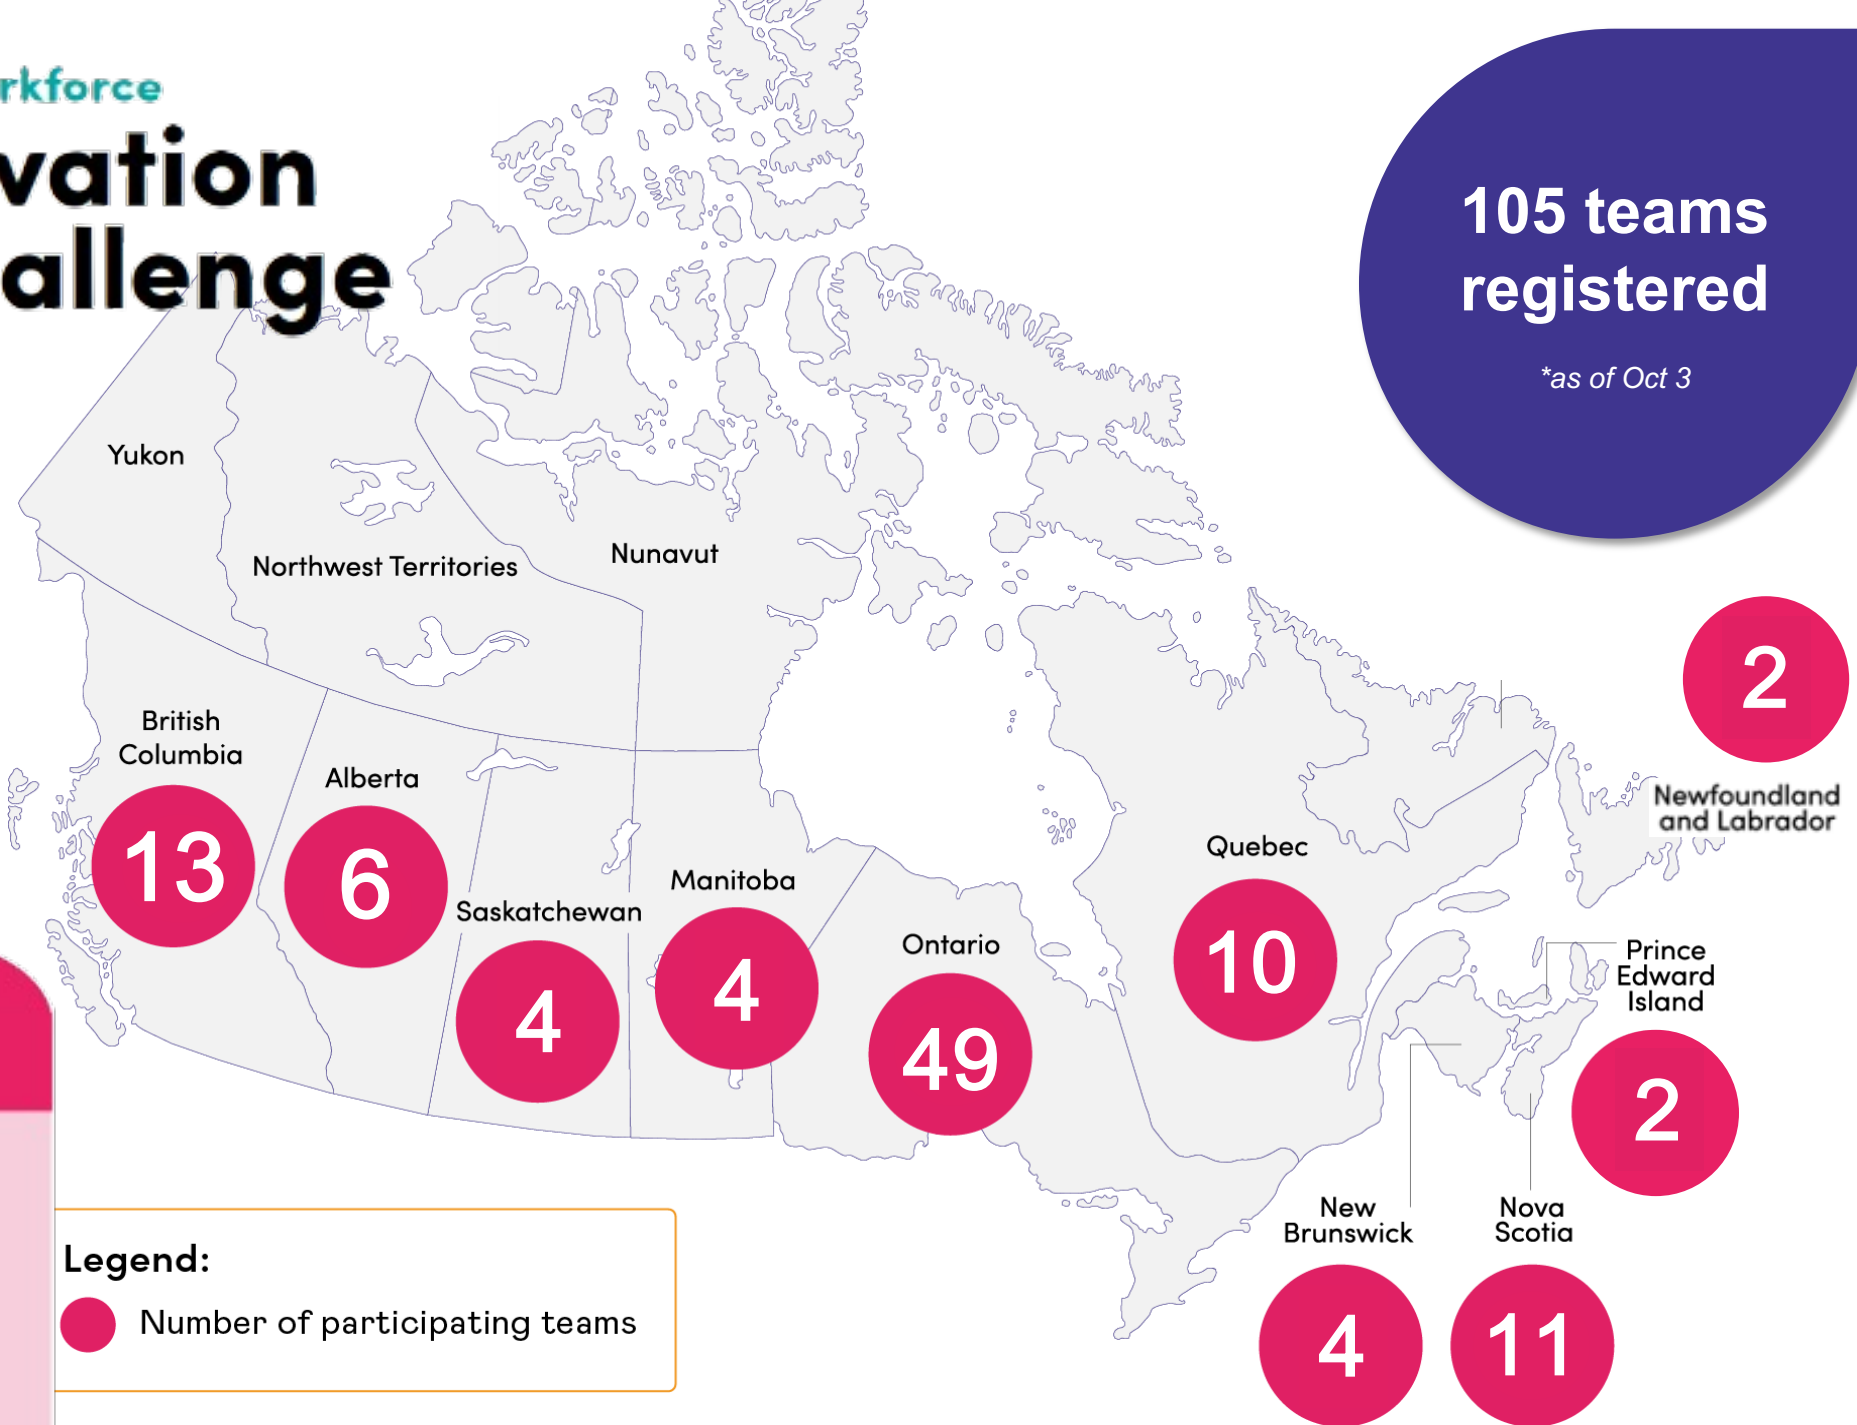 rkforce
vation
allenge
105 teams
registered
*as of Oct 3
Yukon
Northwest Territories
Nunavut
British
Columbia
13
Alberta
6
Saskatchewan
4
Manitoba
4
Ontario
49
Quebec
10
2
Newfoundland
and Labrador
Prince
Edward
Island
2
New
Brunswick
4
Nova
Scotia
11
Legend:
Number of participating teams